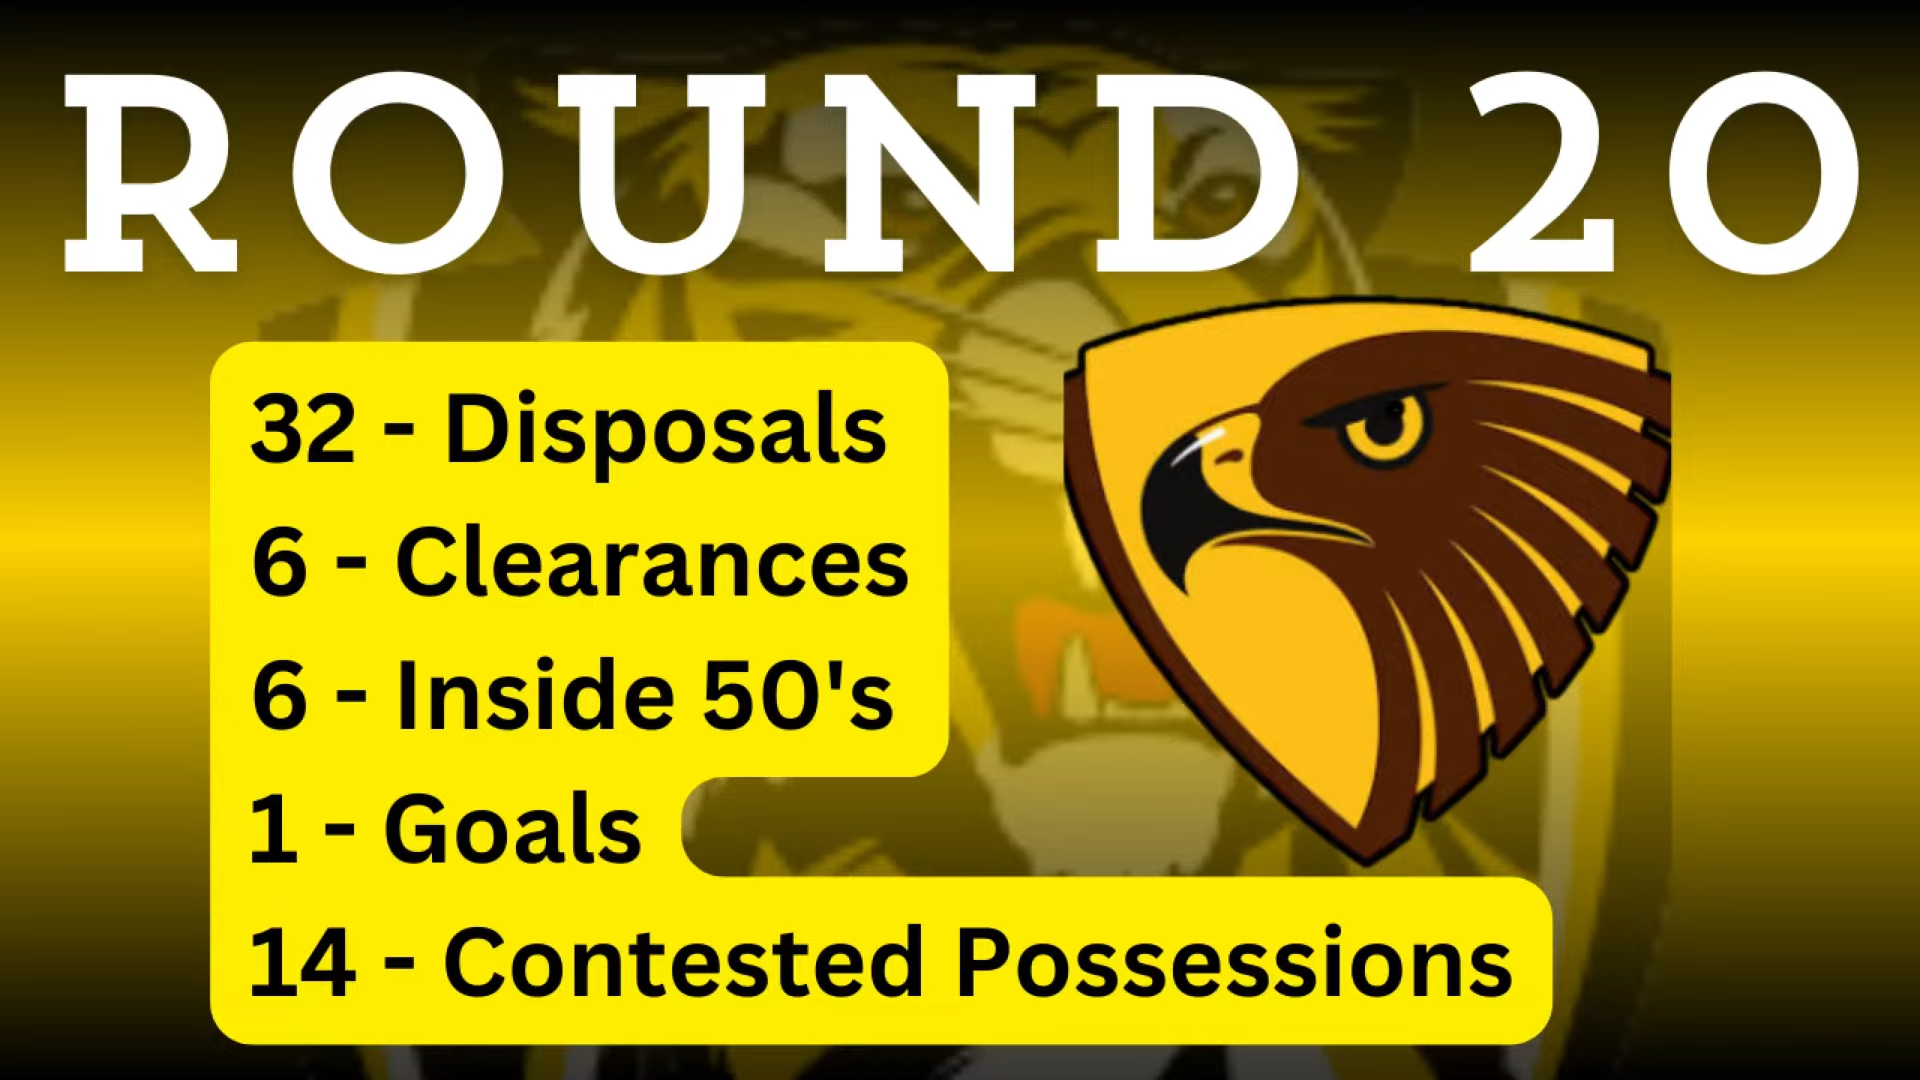 ROUND 20
32 - Disposals
6 - Clearances
6 - Inside 50's
1 - Goals
14 - Contested Possessions